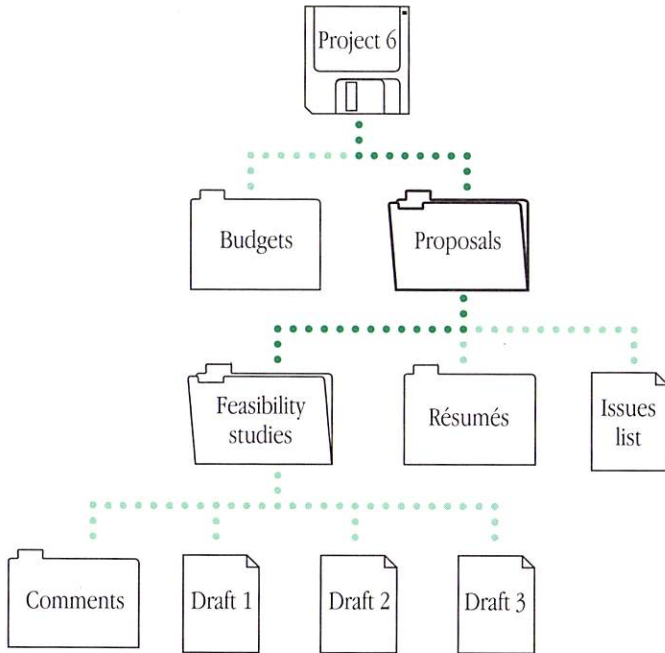 Project 6
Budgets
Proposals
Feasibility
studies
Résumés
Issues
list
Comments
Draft 1
Draft 2
Draft 3